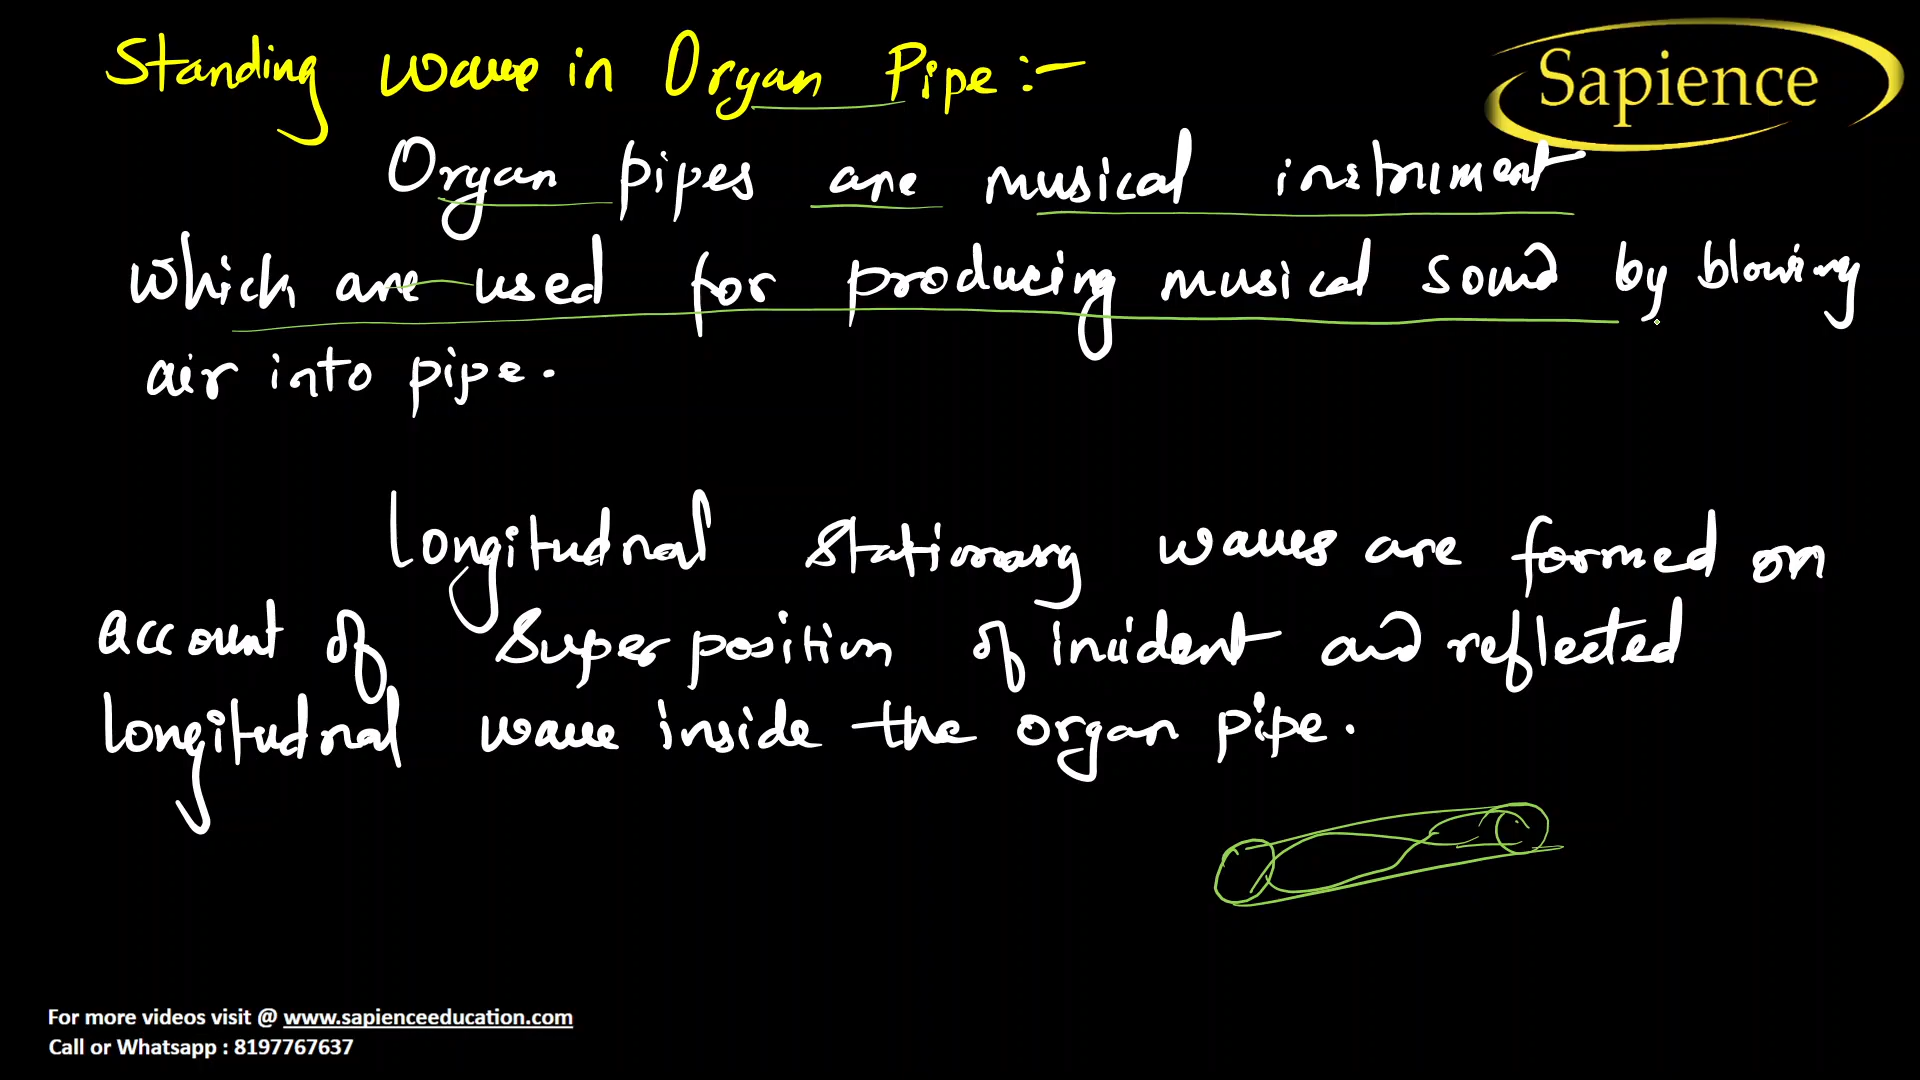 Standing wave in Organ Pipe:-
Sapience
Organ pipes are musical instrument
which are used for producing musical sound by blowing
air into pipe.
Longitudnal stationary waves are formed on
account of superposition of incident and reflected
longitudnal wave inside the organ pipe.
For more videos visit @ www.sapienceeducation.com
Call or Whatsapp : 8197767637